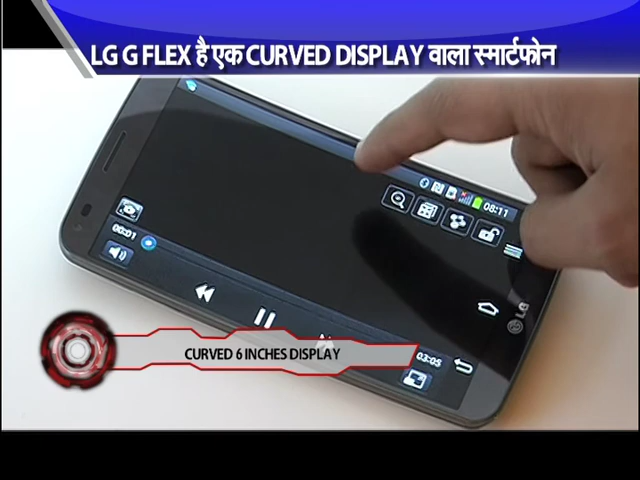 LG G FLEX है एक CURVED DISPLAY वाला स्मार्टफोन
08:11
00:01
LG
CURVED 6 INCHES DISPLAY
03:05